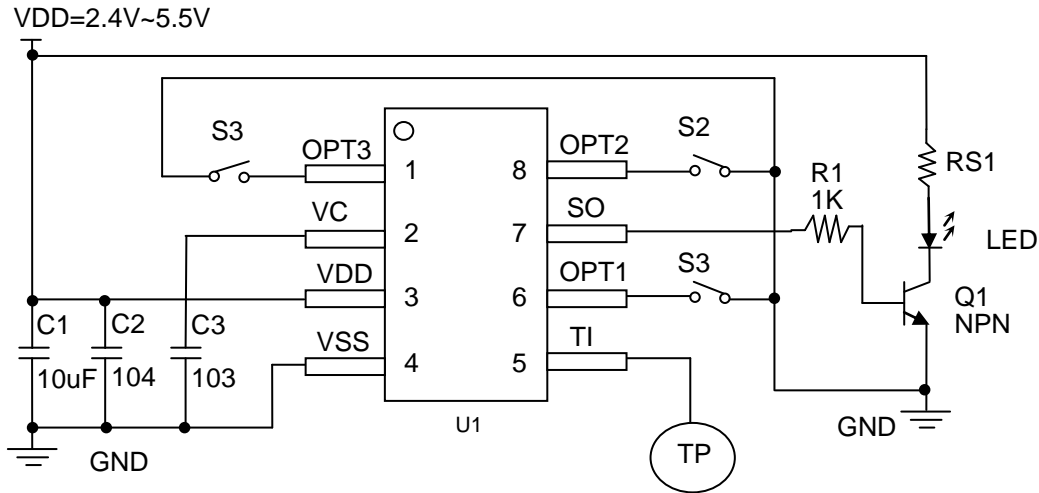 VDD=2.4V~5.5V
S3
OPT3
1
VC
2
VDD
3
VSS
4
C1
10uF
C2
104
C3
103
GND
OPT2
8
S2
SO
7
OPT1
6
S3
TI
5
U1
TP
R1
1K
RS1
LED
Q1
NPN
GND